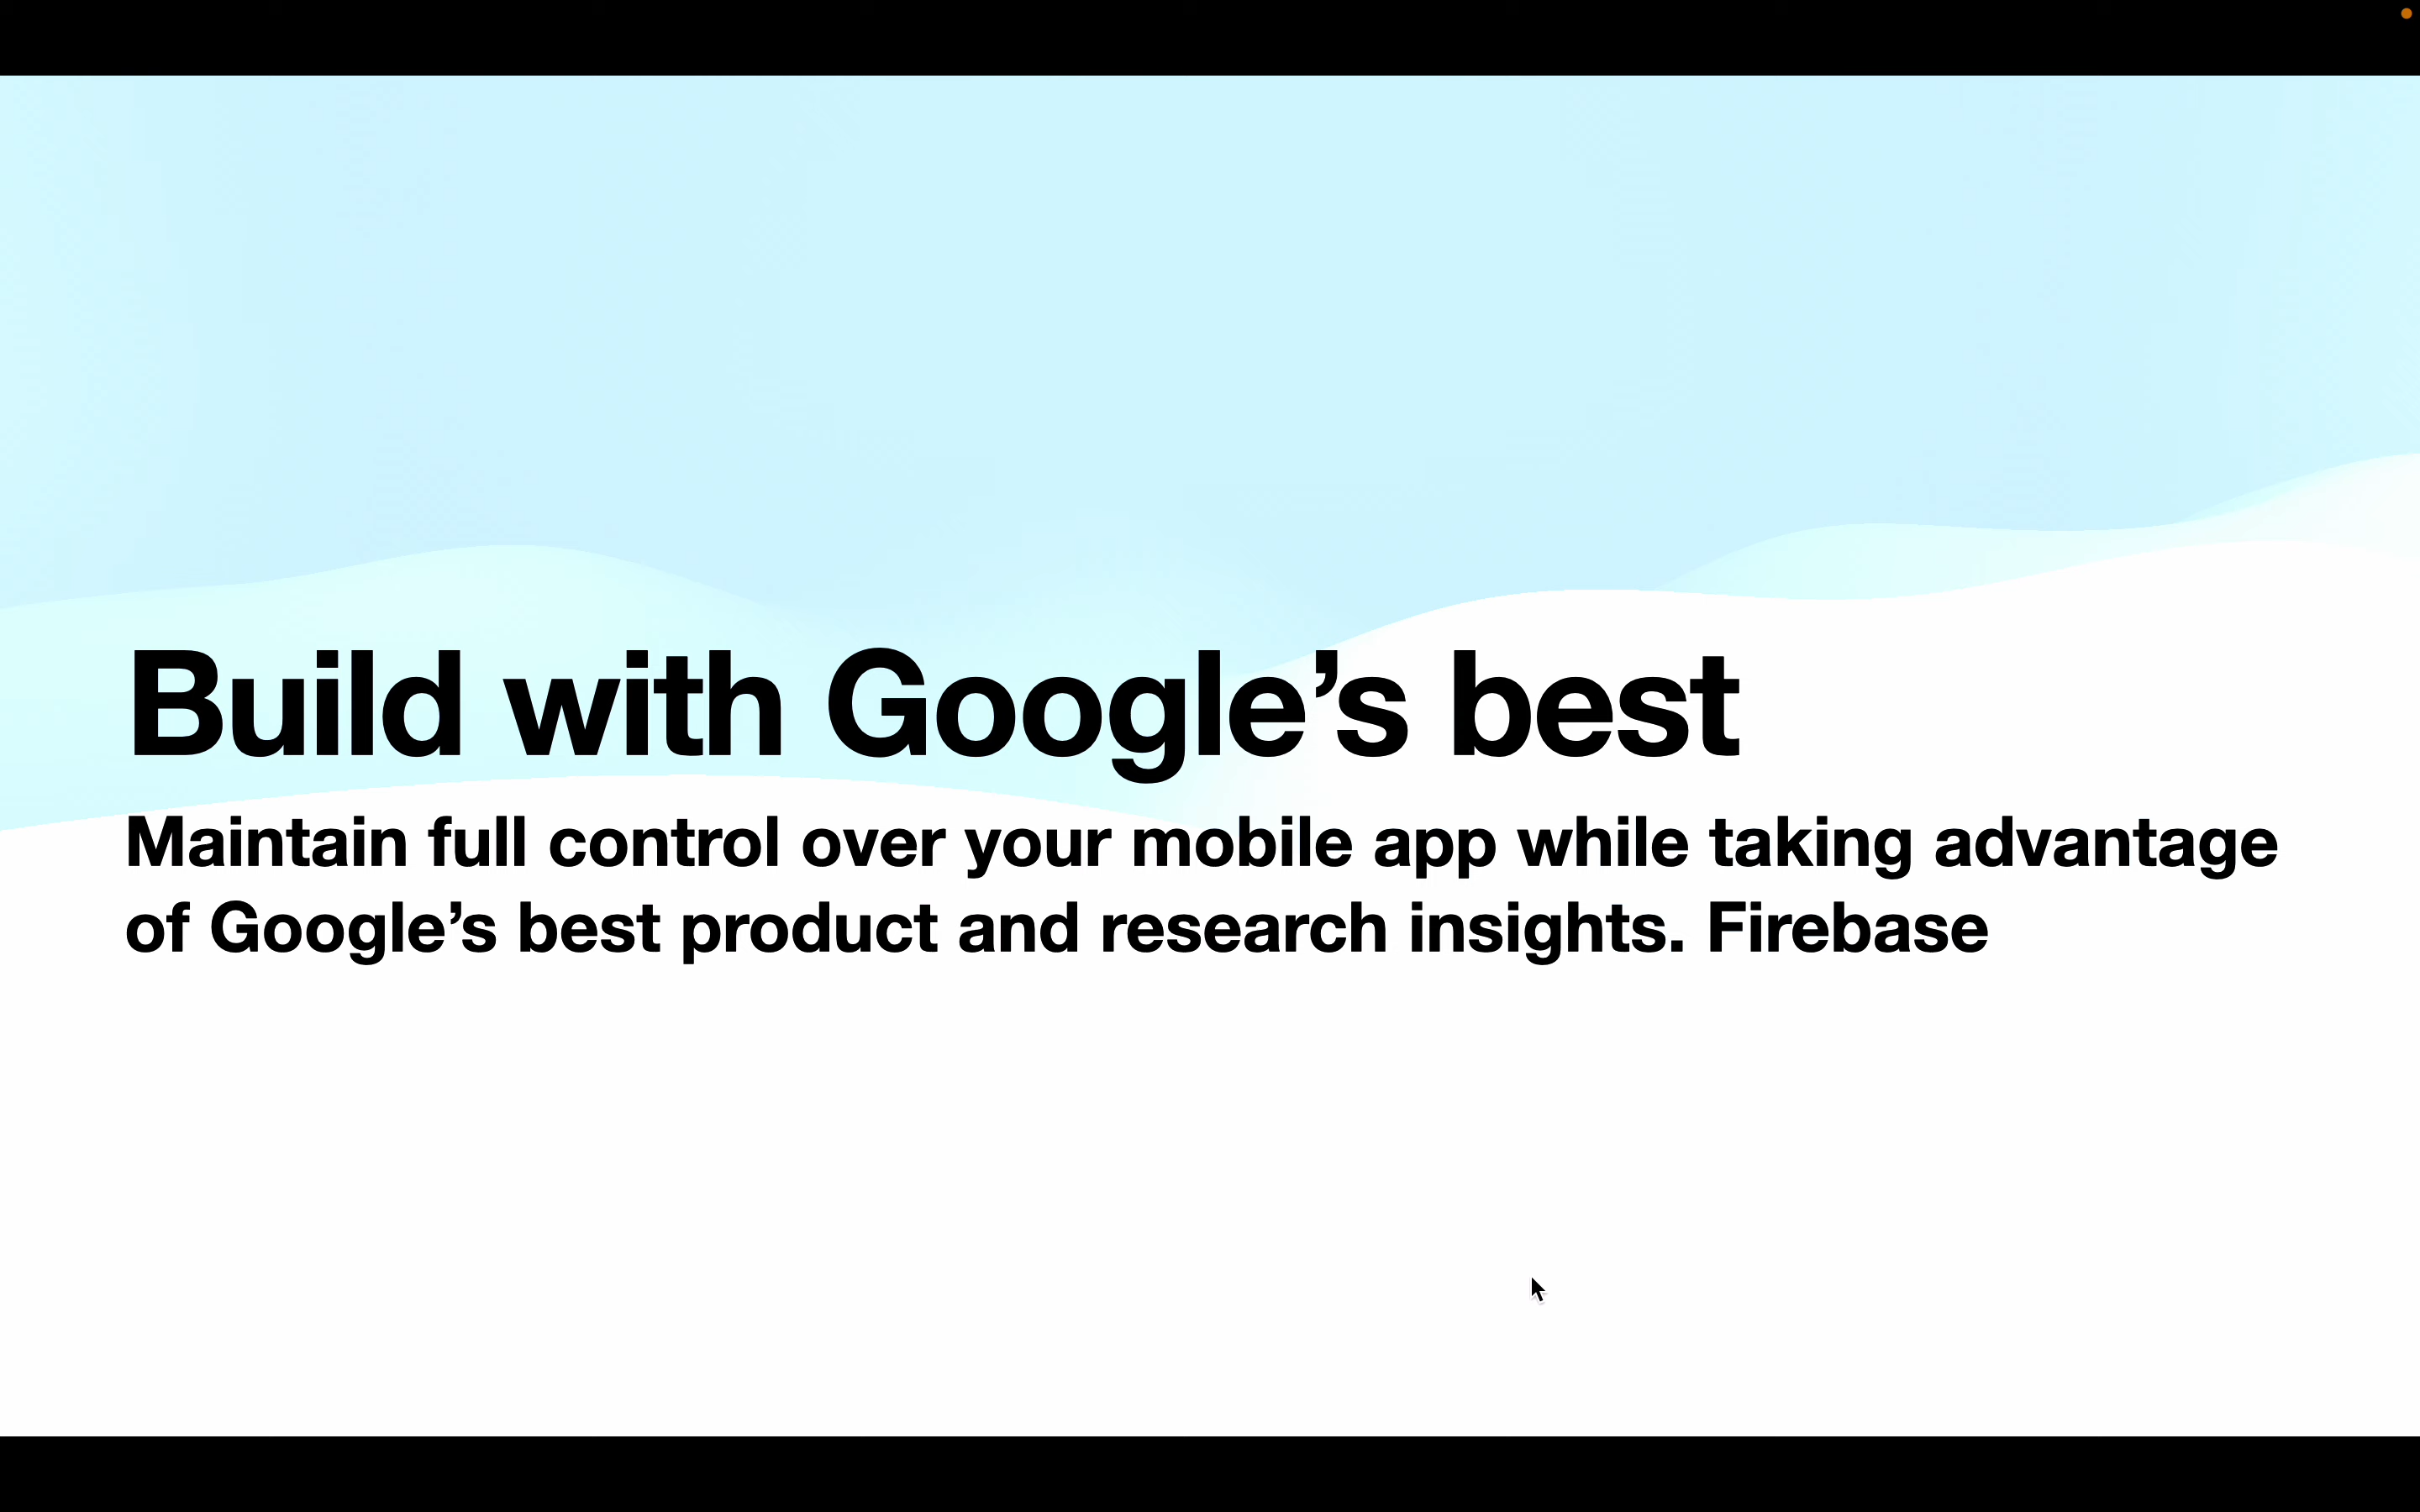 Build with Google’s best
Maintain full control over your mobile app while taking advantage
of Google’s best product and research insights. Firebase